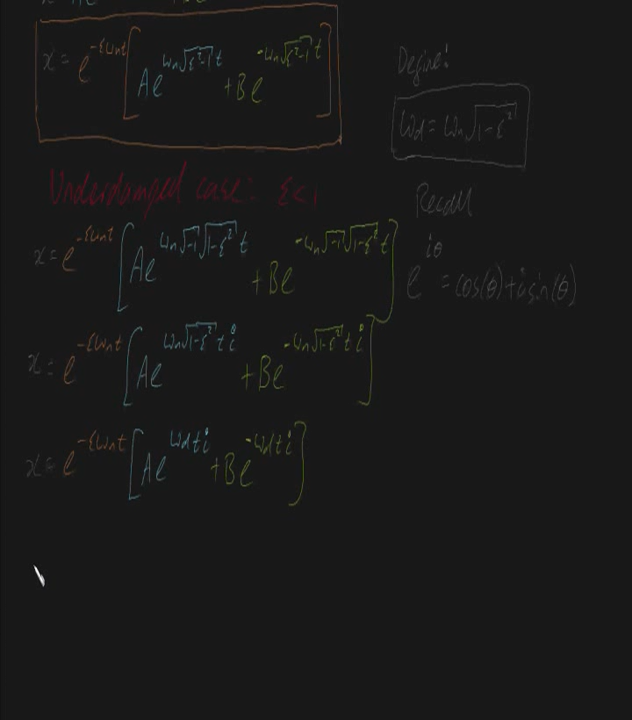 x = e^{-ξωnt} [Ae^{ωn√(ξ²-1) t} + Be^{-ωn√(ξ²-1) t}]
Define:
ωd = ωn√(1-ξ²)
Underdamped case: ξ<1
Recall
x = e^{-ξωnt} [Ae^{ωn√-1√(1-ξ²) t} + Be^{-ωn√-1√(1-ξ²) t}]
e^{iθ} = cos(θ)+isin(θ)
x = e^{-ξωnt} [Ae^{ωn√(1-ξ²) t i} + Be^{-ωn√(1-ξ²) t i}]
x = e^{-ξωnt} [Ae^{ωd t i} + Be^{-ωd t i}]